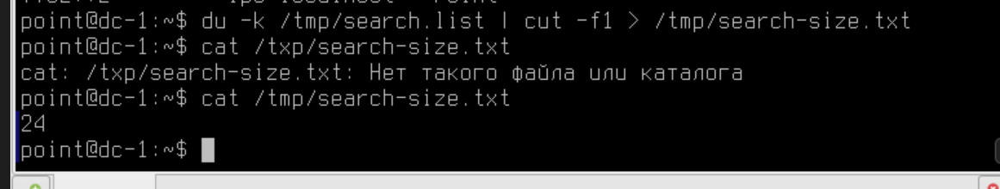 point@dc-1:~$ du -k /tmp/search.list | cut -f1 > /tmp/search-size.txt
point@dc-1:~$ cat /txp/search-size.txt
cat: /txp/search-size.txt: Нет такого файла или каталога
point@dc-1:~$ cat /tmp/search-size.txt
24
point@dc-1:~$